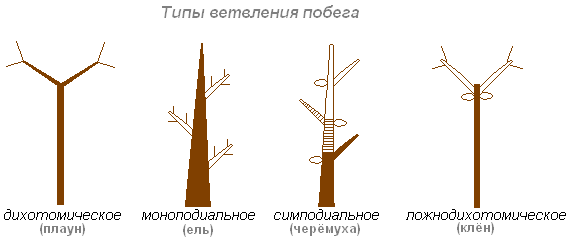 Типы ветвления побега
дихотомическое моноподиальное симподиальное ложнодихотомическое
(плаун) (ель) (черёмуха) (клён)